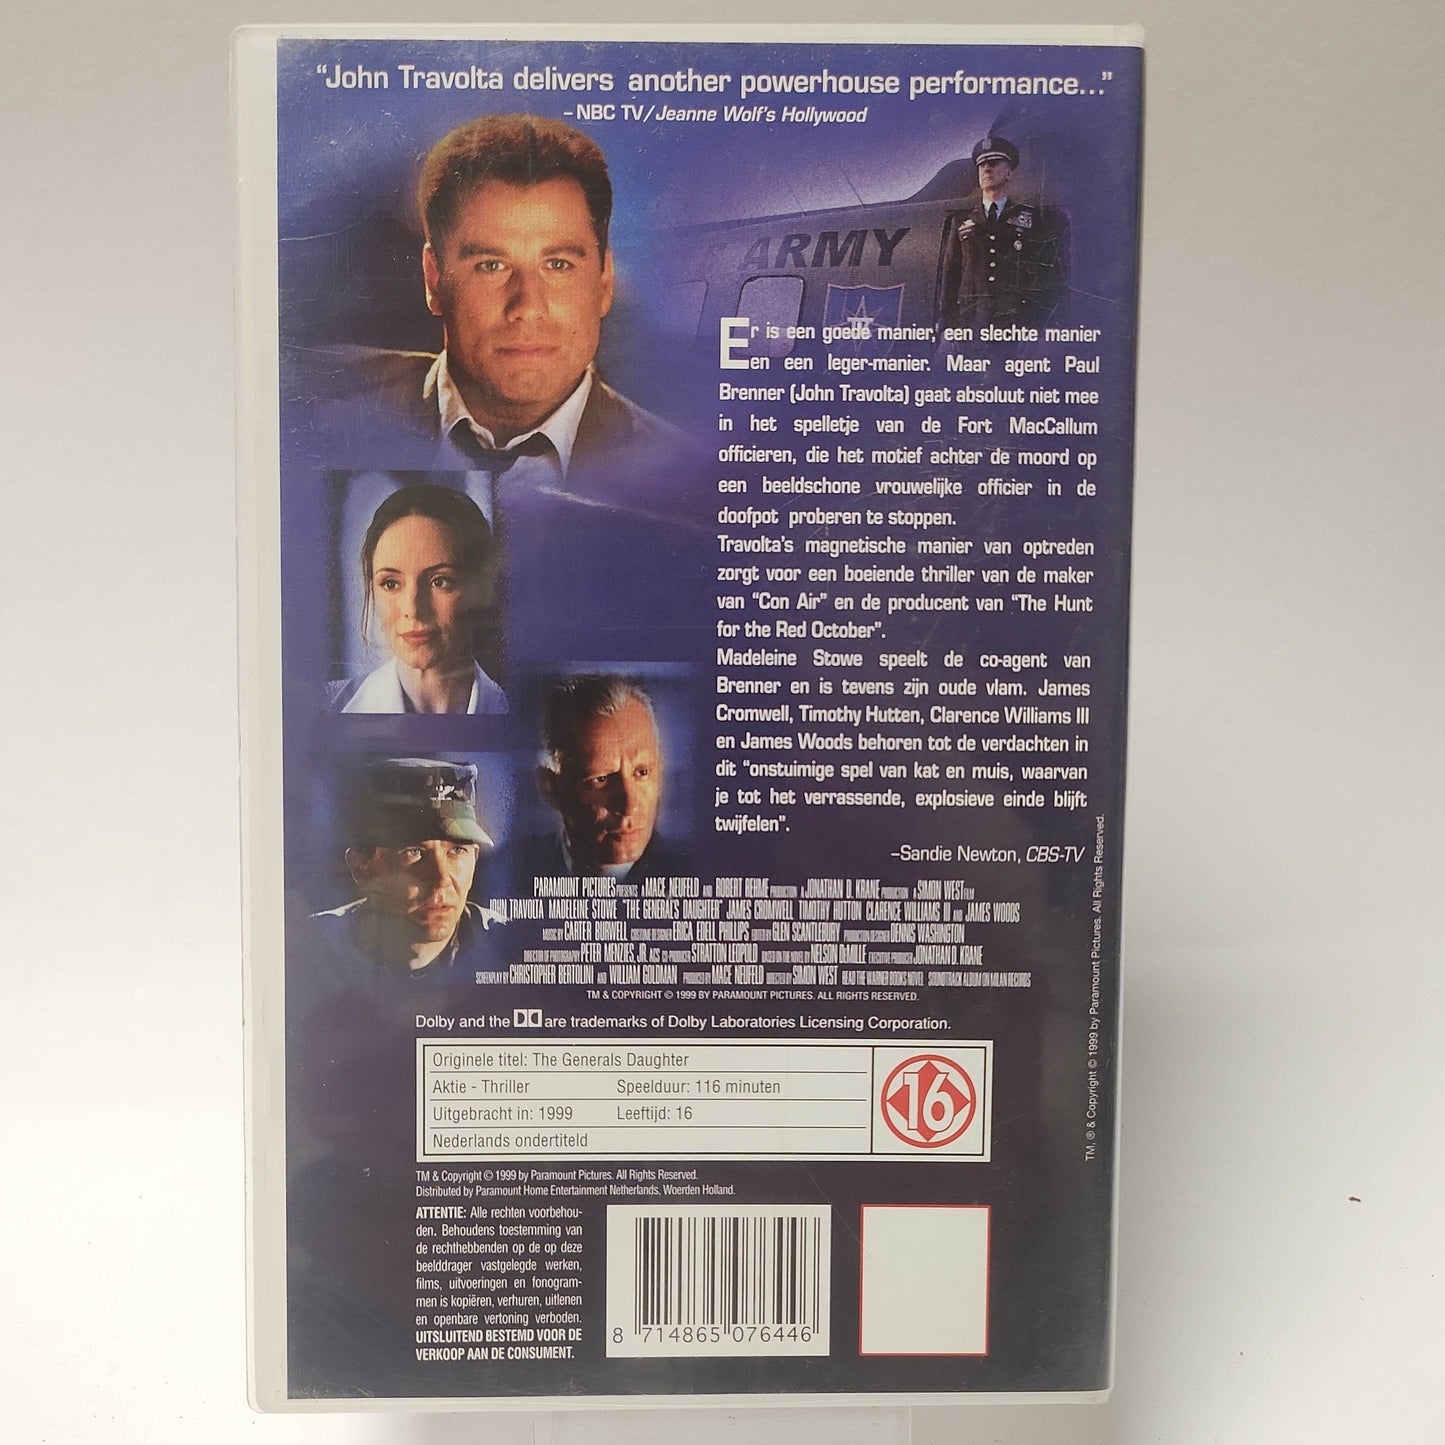 “John Travolta delivers another powerhouse performance...”
–NBC TV/Jeanne Wolf's Hollywood
ARMY
Er is een goede manier, een slechte manier
en een leger-manier. Maar agent Paul
Brenner (John Travolta) gaat absoluut niet mee
in het spelletje van de Fort MacCallum
officieren, die het motief achter de moord op
een beeldschone vrouwelijke officier in de
doofpot proberen te stoppen.
Travolta's magnetische manier van optreden
zorgt voor een boeiende thriller van de maker
van “Con Air” en de producent van “The Hunt
for the Red October”.
Madeleine Stowe speelt de co-agent van
Brenner en is tevens zijn oude vlam. James
Cromwell, Timothy Hutten, Clarence Williams III
en James Woods behoren tot de verdachten in
dit “onstuimige spel van kat en muis, waarvan
je tot het verrassende, explosieve einde blijft
twijfelen”.
–Sandie Newton, CBS-TV
PARAMOUNT PICTURES PRESENTS A MACE NEUFELD AND ROBERT REHME PRODUCTION A JONATHAN D. KRANE PRODUCTION A SIMON WEST FILM
JOHN TRAVOLTA MADELEINE STOWE "THE GENERAL'S DAUGHTER" JAMES CROMWELL TIMOTHY HUTTON CLARENCE WILLIAMS III AND JAMES WOODS
MUSIC BY CARTER BURWELL COSTUME DESIGNER ERICA EDELL PHILLIPS EDITED BY GLEN SCANTLEBURY PRODUCTION DESIGNER DENNIS WASHINGTON
DIRECTOR OF PHOTOGRAPHY PETER MENZIES, JR. ACS CO-PRODUCER STRATTON LEOPOLD BASED ON THE NOVEL BY NELSON DEMILLE EXECUTIVE PRODUCER JONATHAN D. KRANE
SCREENPLAY BY CHRISTOPHER BERTOLINI AND WILLIAM GOLDMAN PRODUCED BY MACE NEUFELD DIRECTED BY SIMON WEST READ THE WARNER BOOKS NOVEL SOUNDTRACK ALBUM ON MILAN RECORDS
TM & COPYRIGHT © 1999 BY PARAMOUNT PICTURES. ALL RIGHTS RESERVED.
Dolby and the are trademarks of Dolby Laboratories Licensing Corporation.
Originele titel: The Generals Daughter
Aktie - Thriller Speelduur: 116 minuten
Uitgebracht in: 1999 Leeftijd: 16
Nederlands ondertiteld
16
TM & Copyright © 1999 by Paramount Pictures. All Rights Reserved.
Distributed by Paramount Home Entertainment Netherlands, Woerden Holland.
ATTENTIE: Alle rechten voorbehou-
den. Behoudens toestemming van
de rechthebbenden op de op deze
beelddrager vastgelegde werken,
films, uitvoeringen en fonogram-
men is kopiëren, verhuren, uitlenen
en openbare vertoning verboden.
UITSLUITEND BESTEMD VOOR DE
VERKOOP AAN DE CONSUMENT.
8 714865 076446
TM, ® & Copyright © 1999 by Paramount Pictures. All Rights Reserved.